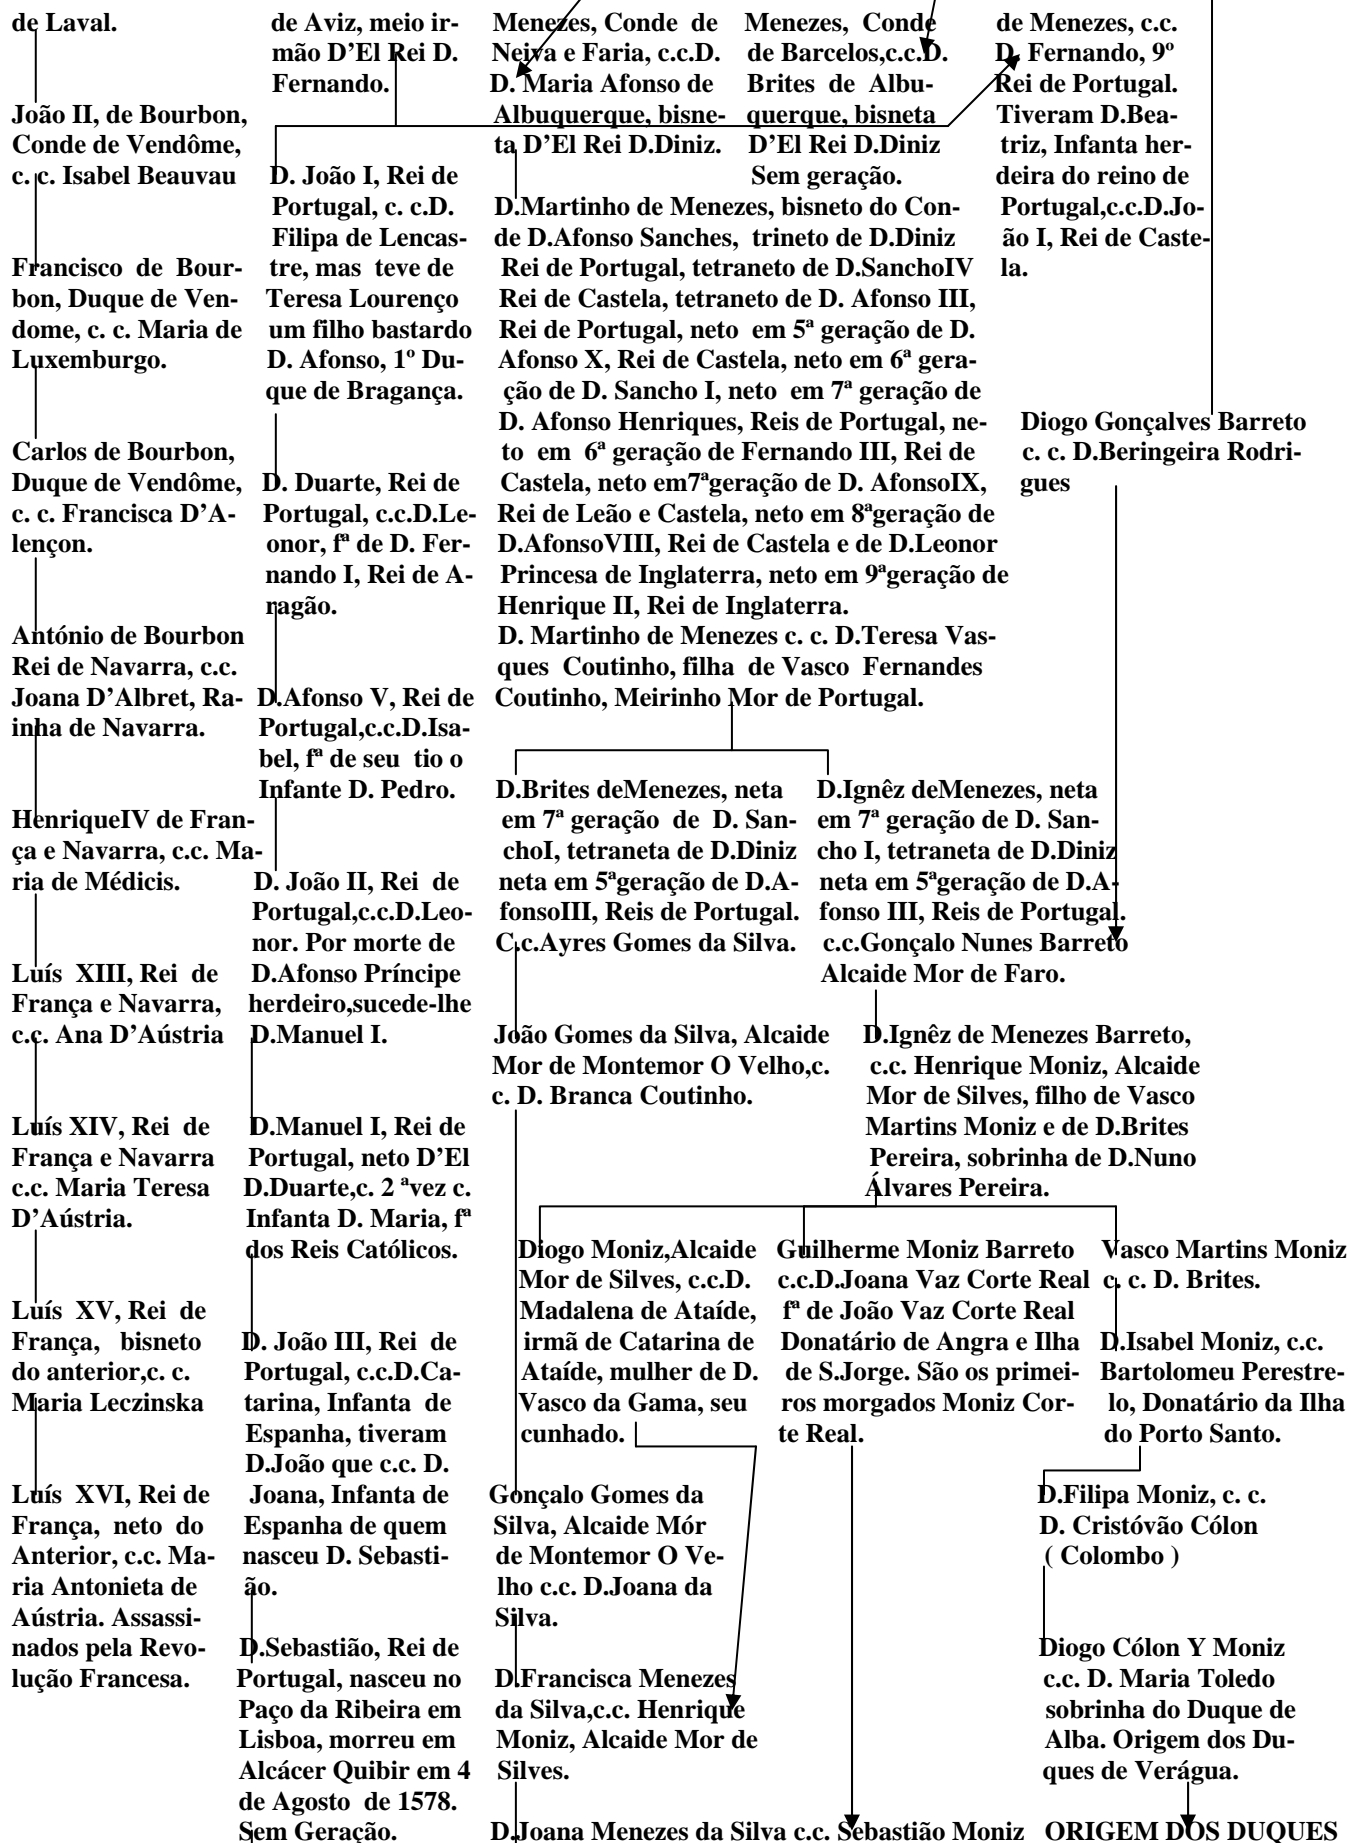 de Laval.
João II, de Bourbon,
Conde de Vendôme,
c. c. Isabel Beauvau
Francisco de Bour-
bon, Duque de Ven-
dome, c. c. Maria de
Luxemburgo.
Carlos de Bourbon,
Duque de Vendôme,
c. c. Francisca D’A-
lençon.
António de Bourbon
Rei de Navarra, c.c.
Joana D’Albret, Ra-
inha de Navarra.
HenriqueIV de Fran-
ça e Navarra, c.c. Ma-
ria de Médicis.
Luís XIII, Rei de
França e Navarra,
c.c. Ana D’Aústria
Luís XIV, Rei de
França e Navarra
c.c. Maria Teresa
D’Aústria.
Luís XV, Rei de
França, bisneto
do anterior,c. c.
Maria Leczinska
Luís XVI, Rei de
França, neto do
Anterior, c.c. Ma-
ria Antonieta de
Aústria. Assassi-
nados pela Revo-
lução Francesa.
de Aviz, meio ir-
mão D’El Rei D.
Fernando.
D. João I, Rei de
Portugal, c. c.D.
Filipa de Lencas-
tre, mas teve de
Teresa Lourenço
um filho bastardo
D. Afonso, 1º Du-
que de Bragança.
D. Duarte, Rei de
Portugal, c.c.D.Le-
onor, fª de D. Fer-
nando I, Rei de A-
ragão.
D.Afonso V, Rei de
Portugal,c.c.D.Isa-
bel, fª de seu tio o
Infante D. Pedro.
D. João II, Rei de
Portugal,c.c.D.Leo-
nor. Por morte de
D.Afonso Príncipe
herdeiro,sucede-lhe
D.Manuel I.
D.Manuel I, Rei de
Portugal, neto D’El
D.Duarte,c. 2 ªvez c.
Infanta D. Maria, fª
dos Reis Católicos.
D. João III, Rei de
Portugal, c.c.D.Ca-
tarina, Infanta de
Espanha, tiveram
D.João que c.c. D.
Joana, Infanta de
Espanha de quem
nasceu D. Sebasti-
ão.
D.Sebastião, Rei de
Portugal, nasceu no
Paço da Ribeira em
Lisboa, morreu em
Alcácer Quibir em 4
de Agosto de 1578.
Sem Geração.
Menezes, Conde de
Neiva e Faria, c.c.D.
D. Maria Afonso de
Albuquerque, bisne-
ta D’El Rei D.Diniz.
Menezes, Conde
de Barcelos,c.c.D.
Brites de Albu-
querque, bisneta
D’El Rei D.Diniz
Sem geração.
de Menezes, c.c.
D. Fernando, 9º
Rei de Portugal.
Tiveram D.Bea-
triz, Infanta her-
deira do reino de
Portugal,c.c.D.Jo-
ão I, Rei de Caste-
la.
D.Martinho de Menezes, bisneto do Con-
de D.Afonso Sanches, trineto de D.Diniz
Rei de Portugal, tetraneto de D.SanchoIV
Rei de Castela, tetraneto de D. Afonso III,
Rei de Portugal, neto em 5ª geração de D.
Afonso X, Rei de Castela, neto em 6ª gera-
ção de D. Sancho I, neto em 7ª geração de
D. Afonso Henriques, Reis de Portugal, ne-
to em 6ª geração de Fernando III, Rei de
Castela, neto em7ªgeração de D. AfonsoIX,
Rei de Leão e Castela, neto em 8ªgeração de
D.AfonsoVIII, Rei de Castela e de D.Leonor
Princesa de Inglaterra, neto em 9ªgeração de
Henrique II, Rei de Inglaterra.
D. Martinho de Menezes c. c. D.Teresa Vas-
ques Coutinho, filha de Vasco Fernandes
Coutinho, Meirinho Mor de Portugal.
Diogo Gonçalves Barreto
c. c. D.Beringeira Rodri-
gues
D.Brites deMenezes, neta
em 7ª geração de D. San-
choI, tetraneta de D.Diniz
neta em 5ªgeração de D.A-
fonsoIII, Reis de Portugal.
C.c.Ayres Gomes da Silva.
D.Ignêz deMenezes, neta
em 7ª geração de D. San-
cho I, tetraneta de D.Diniz
neta em 5ªgeração de D.A-
fonso III, Reis de Portugal.
c.c.Gonçalo Nunes Barreto
Alcaide Mor de Faro.
João Gomes da Silva, Alcaide
Mor de Montemor O Velho,c.
c. D. Branca Coutinho.
D.Ignêz de Menezes Barreto,
c.c. Henrique Moniz, Alcaide
Mor de Silves, filho de Vasco
Martins Moniz e de D.Brites
Pereira, sobrinha de D.Nuno
Álvares Pereira.
Diogo Moniz,Alcaide
Mor de Silves, c.c.D.
Madalena de Ataíde,
irmã de Catarina de
Ataíde, mulher de D.
Vasco da Gama, seu
cunhado.
Guilherme Moniz Barreto
c.c.D.Joana Vaz Corte Real
fª de João Vaz Corte Real
Donatário de Angra e Ilha
de S.Jorge. São os primei-
ros morgados Moniz Cor-
te Real.
Vasco Martins Moniz
c. c. D. Brites.
D.Isabel Moniz, c.c.
Bartolomeu Perestre-
lo, Donatário da Ilha
do Porto Santo.
Gonçalo Gomes da
Silva, Alcaide Mór
de Montemor O Ve-
lho c.c. D.Joana da
Silva.
D.Filipa Moniz, c. c.
D. Cristóvão Cólon
( Colombo )
D.Francisca Menezes
da Silva,c.c. Henrique
Moniz, Alcaide Mor de
Silves.
Diogo Cólon Y Moniz
c.c. D. Maria Toledo
sobrinha do Duque de
Alba. Origem dos Du-
ques de Verágua.
D.Joana Menezes da Silva c.c. Sebastião Moniz
ORIGEM DOS DUQUES